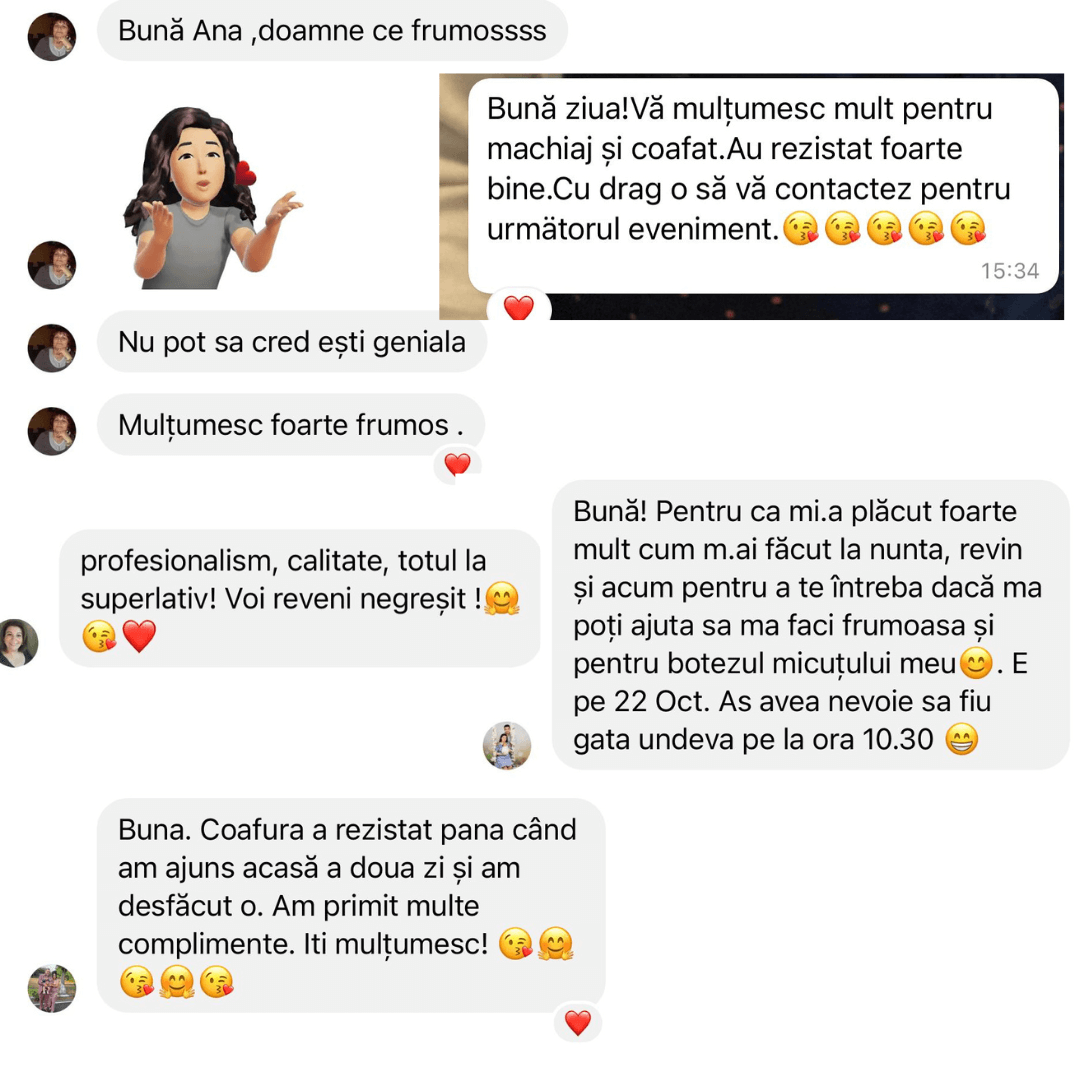 Bună Ana ,doamne ce frumossss
Bună ziua!Vă mulțumesc mult pentru
machiaj și coafat.Au rezistat foarte
bine.Cu drag o să vă contactez pentru
următorul eveniment.😘😘😘😘😘
15:34
❤️
Nu pot sa cred ești geniala
Mulțumesc foarte frumos .
❤️
profesionalism, calitate, totul la
superlativ! Voi reveni negreșit !🤗
😘❤️
Bună! Pentru ca mi.a plăcut foarte
mult cum m.ai făcut la nunta, revin
și acum pentru a te întreba dacă ma
poți ajuta sa ma faci frumoasa și
pentru botezul micuțului meu😊. E
pe 22 Oct. As avea nevoie sa fiu
gata undeva pe la ora 10.30 😁
Buna. Coafura a rezistat pana când
am ajuns acasă a doua zi și am
desfăcut o. Am primit multe
complimente. Iti mulțumesc! 😘🤗
😘🤗😘
❤️